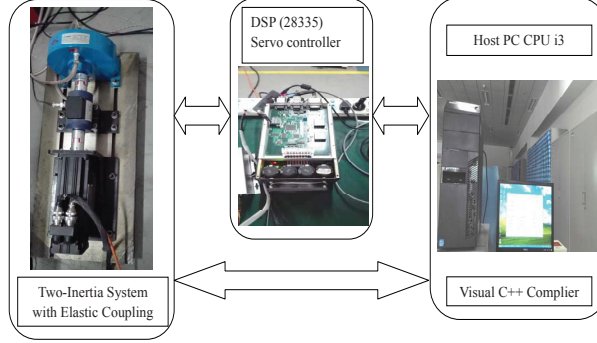 DSP (28335)
Servo controller
Host PC CPU i3
Two-Inertia System
with Elastic Coupling
Visual C++ Complier